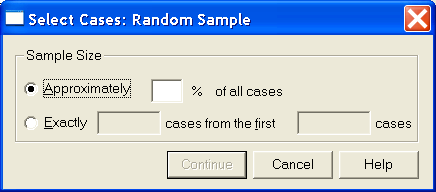 Select Cases: Random Sample
Sample Size
Approximately % of all cases
Exactly cases from the first cases
Continue Cancel Help